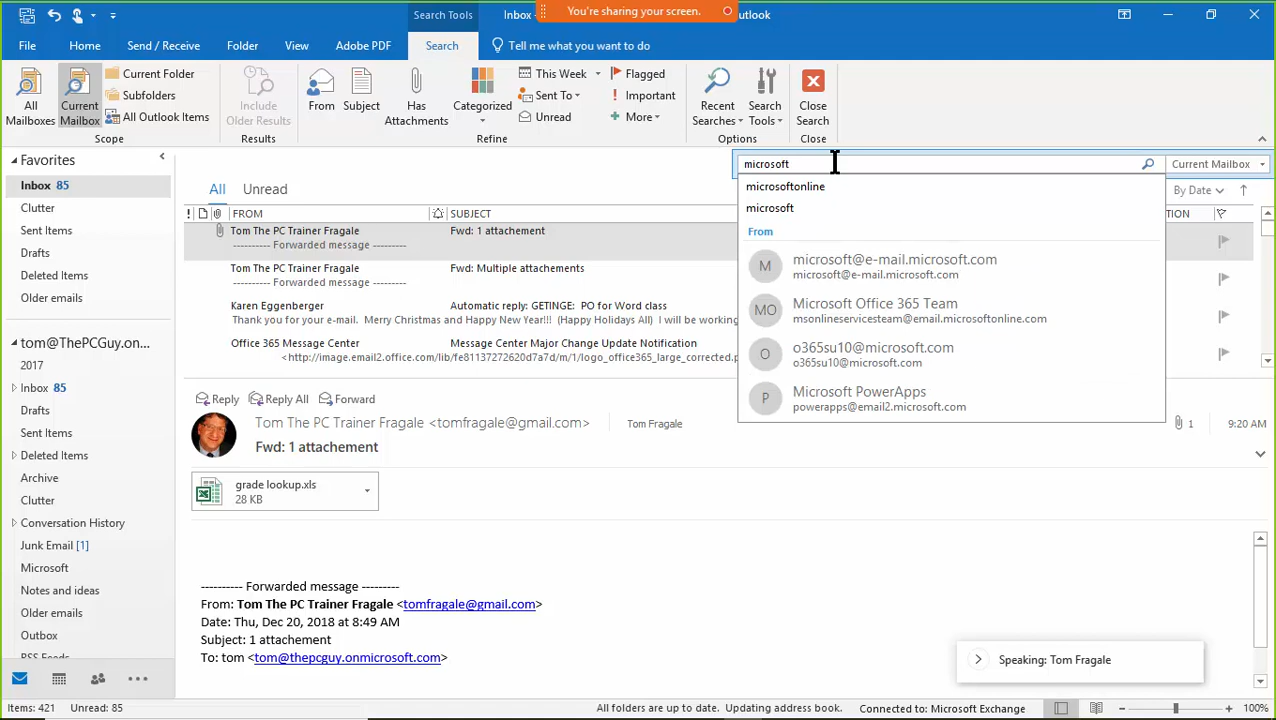 Search Tools
Inbox -
You're sharing your screen.
utlook
File
Home
Send / Receive
Folder
View
Adobe PDF
Search
Tell me what you want to do
All Mailboxes
Current Mailbox
Current Folder
Subfolders
All Outlook Items
Scope
Include Older Results
Results
From
Subject
Has Attachments
Categorized
This Week
Sent To
Unread
Flagged
Important
More
Refine
Recent Searches
Search Tools
Options
Close Search
Close
Favorites
Inbox 85
Clutter
Sent Items
Drafts
Deleted Items
Older emails
tom@ThePCGuy.on...
2017
Inbox 85
Drafts
Sent Items
Deleted Items
Archive
Clutter
Conversation History
Junk Email [1]
Microsoft
Notes and ideas
Older emails
Outbox
RSS Feeds
microsoft
Current Mailbox
microsoftonline
microsoft
From
M
microsoft@e-mail.microsoft.com
microsoft@e-mail.microsoft.com
MO
Microsoft Office 365 Team
msonlineservicesteam@email.microsoftonline.com
O
o365su10@microsoft.com
o365su10@microsoft.com
P
Microsoft PowerApps
powerapps@email2.microsoft.com
All
Unread
By Date
! FROM SUBJECT TION
Tom The PC Trainer Fragale Fwd: 1 attachement
---------- Forwarded message ---------
Tom The PC Trainer Fragale Fwd: Multiple attachements
---------- Forwarded message ---------
Karen Eggenberger Automatic reply: GETINGE: PO for Word class
Thank you for your e-mail. Merry Christmas and Happy New Year!!! (Happy Holidays All) I will be working
Office 365 Message Center Message Center Major Change Update Notification
<http://image.email2.office.com/lib/fe81137272630d7a7d/m/1/logo_office365_large_corrected.p
Reply
Reply All
Forward
Tom The PC Trainer Fragale <tomfragale@gmail.com>
Tom Fragale
1
9:20 AM
Fwd: 1 attachement
grade lookup.xls
28 KB
---------- Forwarded message ---------
From: Tom The PC Trainer Fragale <tomfragale@gmail.com>
Date: Thu, Dec 20, 2018 at 8:49 AM
Subject: 1 attachement
To: tom <tom@thepcguy.onmicrosoft.com>
Speaking: Tom Fragale
Items: 421
Unread: 85
All folders are up to date.
Updating address book.
Connected to: Microsoft Exchange
100%